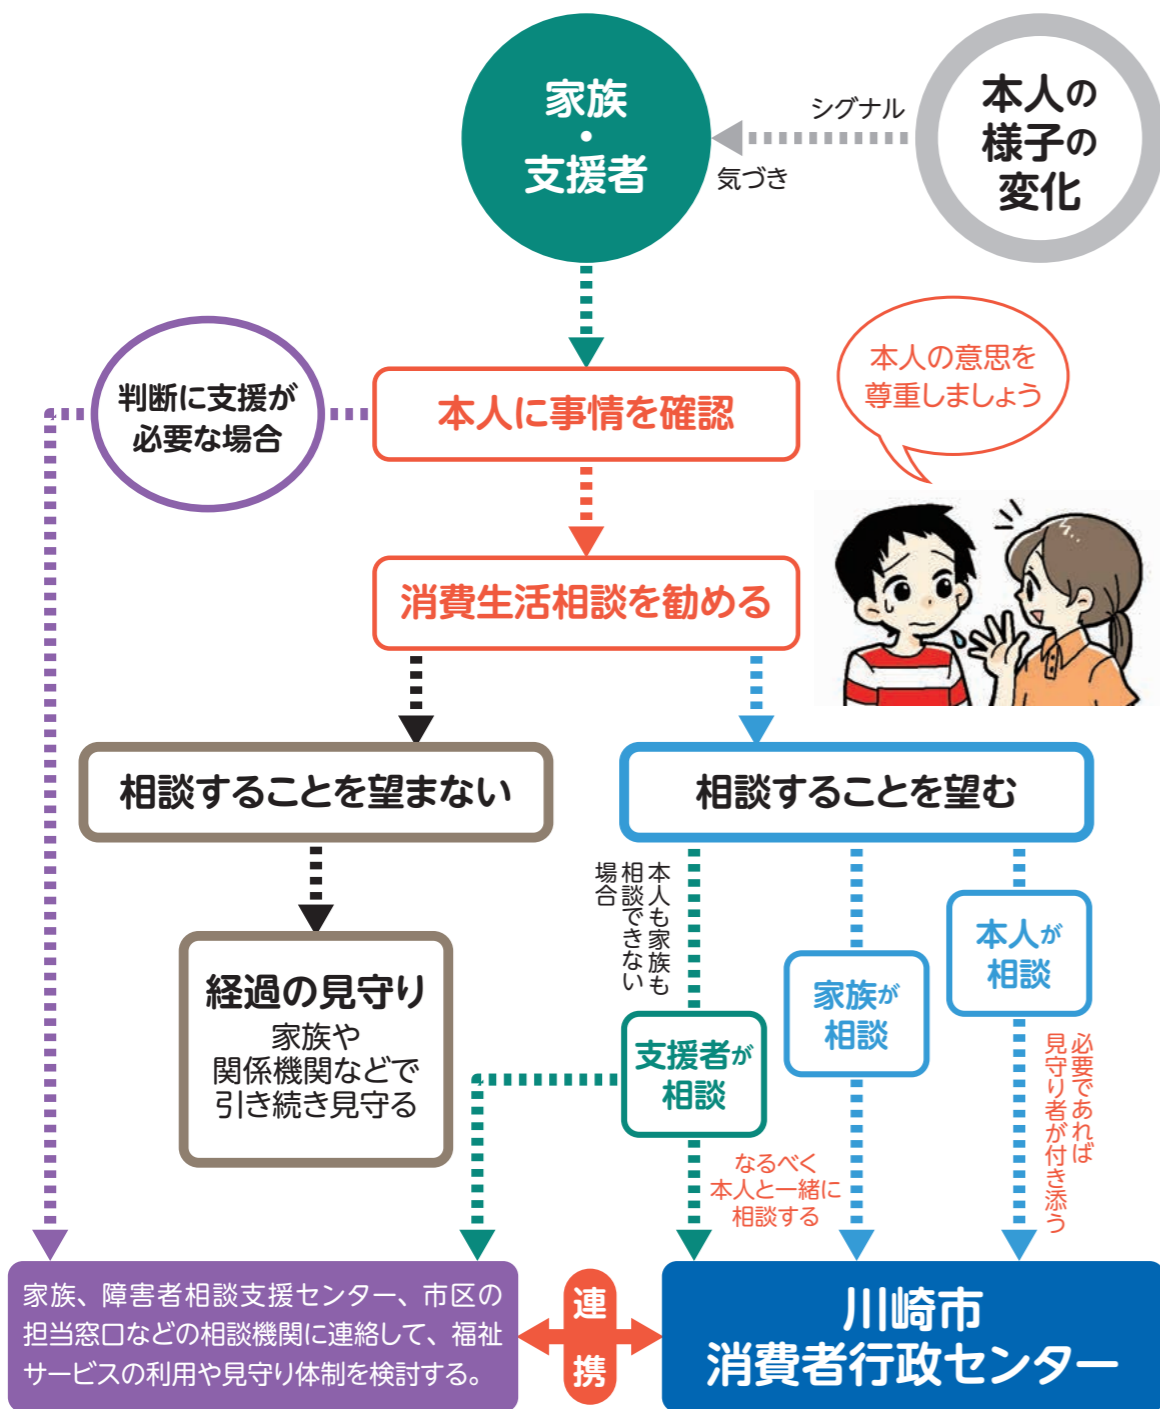 家族
・
支援者
シグナル
気づき
本人の
様子の
変化
判断に支援が
必要な場合
本人に事情を確認
本人の意思を
尊重しましょう
消費生活相談を勧める
相談することを望まない
相談することを望む
経過の見守り
家族や
関係機関などで
引き続き見守る
本人も家族も
相談できない
場合
支援者が
相談
家族が
相談
本人が
相談
なるべく
本人と一緒に
相談する
必要であれば
見守り者が付き添う
家族、障害者相談支援センター、市区の
担当窓口などの相談機関に連絡して、福祉
サービスの利用や見守り体制を検討する。
連
携
川崎市
消費者行政センター